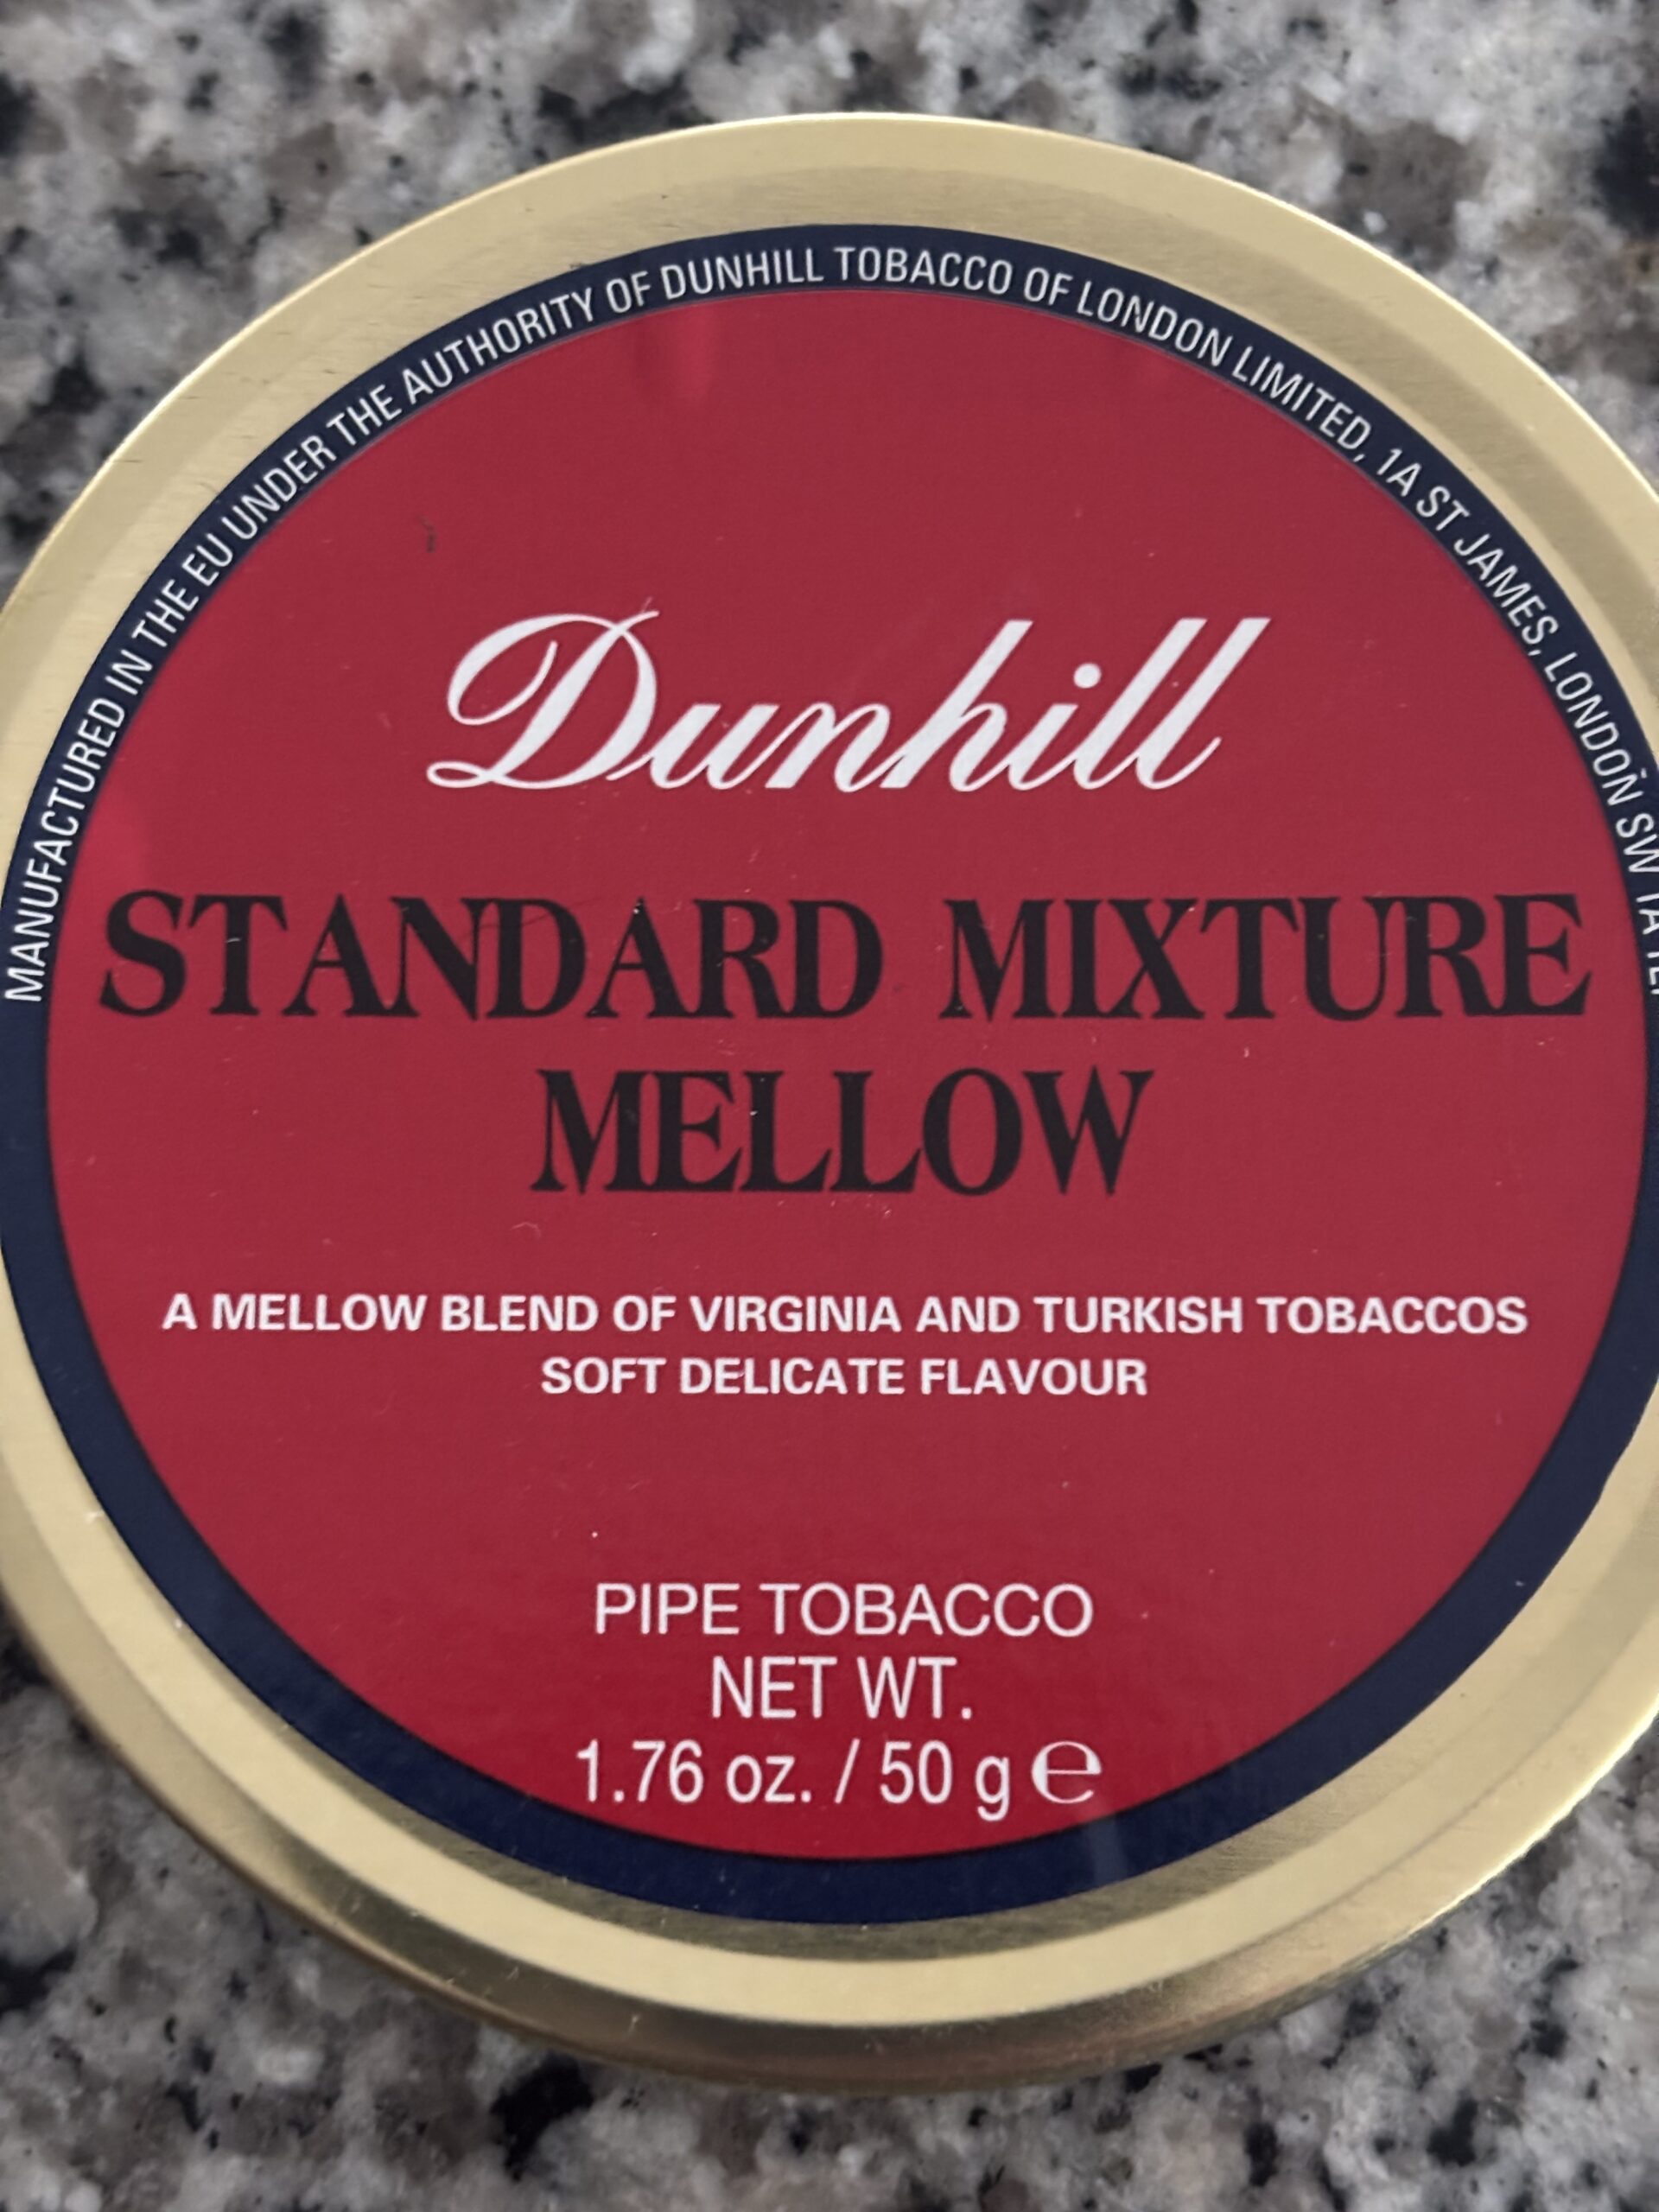 MANUFACTURED IN THE EU UNDER THE AUTHORITY OF DUNHILL TOBACCO OF LONDON LIMITED, 1A ST JAMES, LONDON SW1A
Dunhill
STANDARD MIXTURE
MELLOW
A MELLOW BLEND OF VIRGINIA AND TURKISH TOBACCOS
SOFT DELICATE FLAVOUR
PIPE TOBACCO
NET WT.
1.76 oz. / 50 g ℮